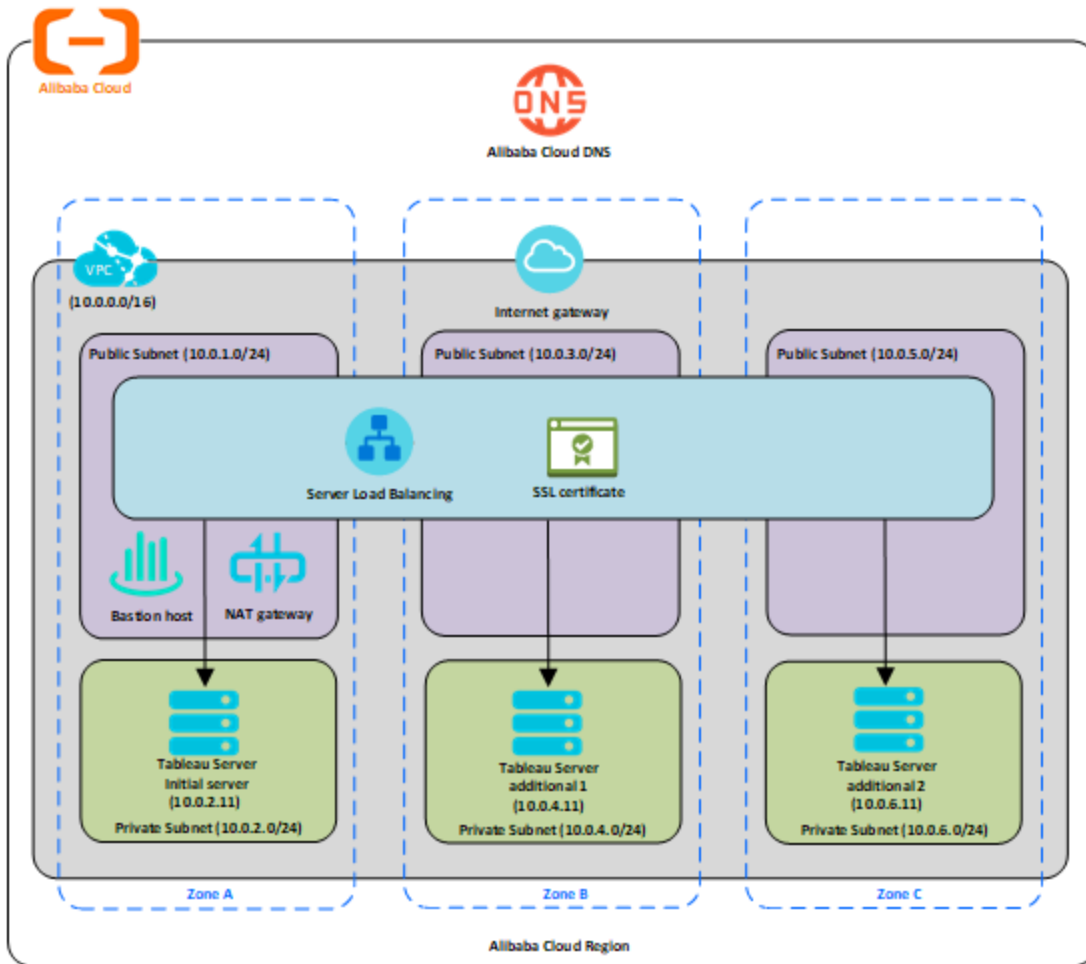 Alibaba Cloud
DNS
Alibaba Cloud DNS
VPC
(10.0.0.0/16)
Internet gateway
Public Subnet (10.0.1.0/24)
Public Subnet (10.0.3.0/24)
Public Subnet (10.0.5.0/24)
Server Load Balancing
SSL certificate
Bastion host
NAT gateway
Tableau Server
Initial server
(10.0.2.11)
Private Subnet (10.0.2.0/24)
Tableau Server
additional 1
(10.0.4.11)
Private Subnet (10.0.4.0/24)
Tableau Server
additional 2
(10.0.6.11)
Private Subnet (10.0.6.0/24)
Zone A
Zone B
Zone C
Alibaba Cloud Region